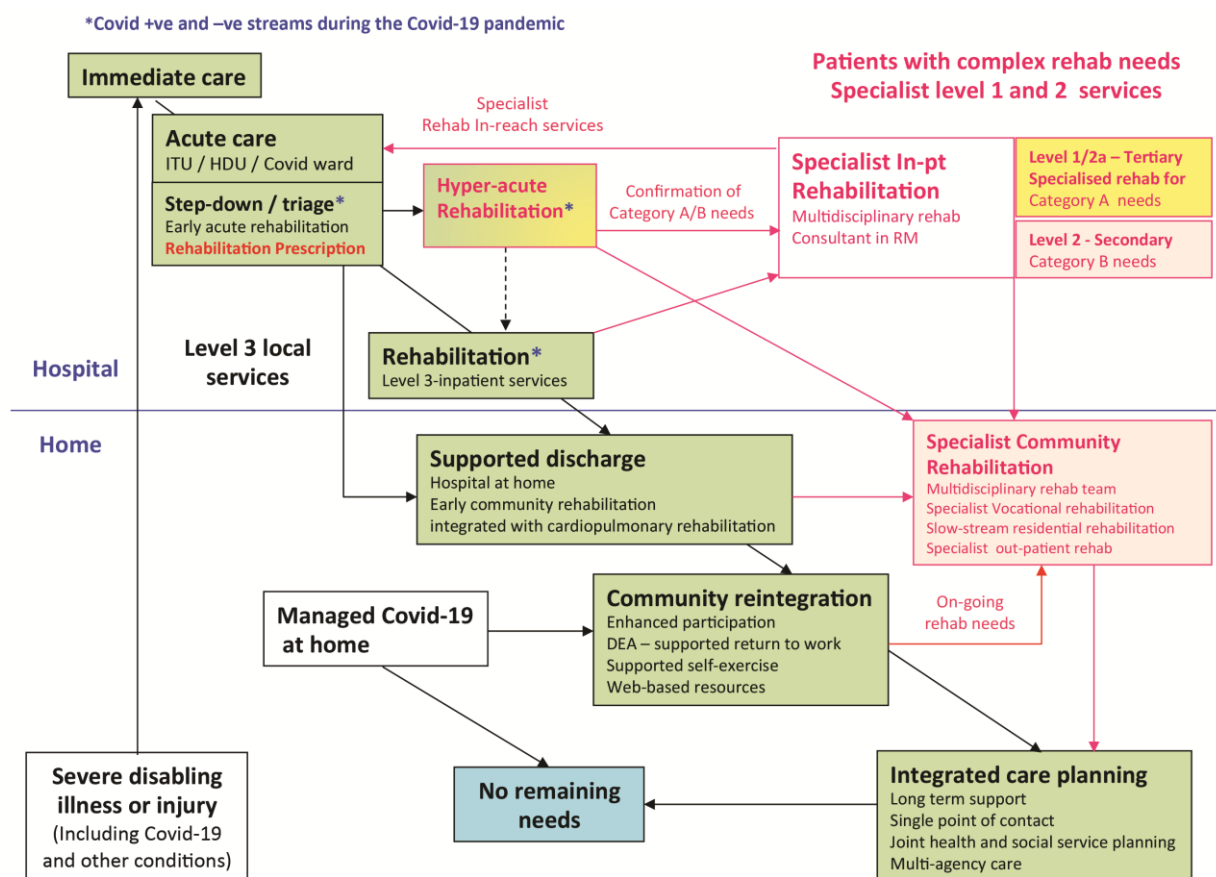 *Covid +ve and –ve streams during the Covid-19 pandemic
Immediate care
Patients with complex rehab needs
Specialist level 1 and 2 services
Acute care
ITU / HDU / Covid ward
Specialist
Rehab In-reach services
Step-down / triage*
Early acute rehabilitation
Rehabilitation Prescription
Hyper-acute
Rehabilitation*
Confirmation of
Category A/B needs
Specialist In-pt
Rehabilitation
Multidisciplinary rehab
Consultant in RM
Level 1/2a – Tertiary
Specialised rehab for
Category A needs
Level 2 - Secondary
Category B needs
Level 3 local
services
Rehabilitation*
Level 3-inpatient services
Hospital
Home
Supported discharge
Hospital at home
Early community rehabilitation
integrated with cardiopulmonary rehabilitation
Specialist Community
Rehabilitation
Multidisciplinary rehab team
Specialist Vocational rehabilitation
Slow-stream residential rehabilitation
Specialist out-patient rehab
Managed Covid-19
at home
Community reintegration
Enhanced participation
DEA – supported return to work
Supported self-exercise
Web-based resources
On-going
rehab needs
Severe disabling
illness or injury
(Including Covid-19
and other conditions)
No remaining
needs
Integrated care planning
Long term support
Single point of contact
Joint health and social service planning
Multi-agency care